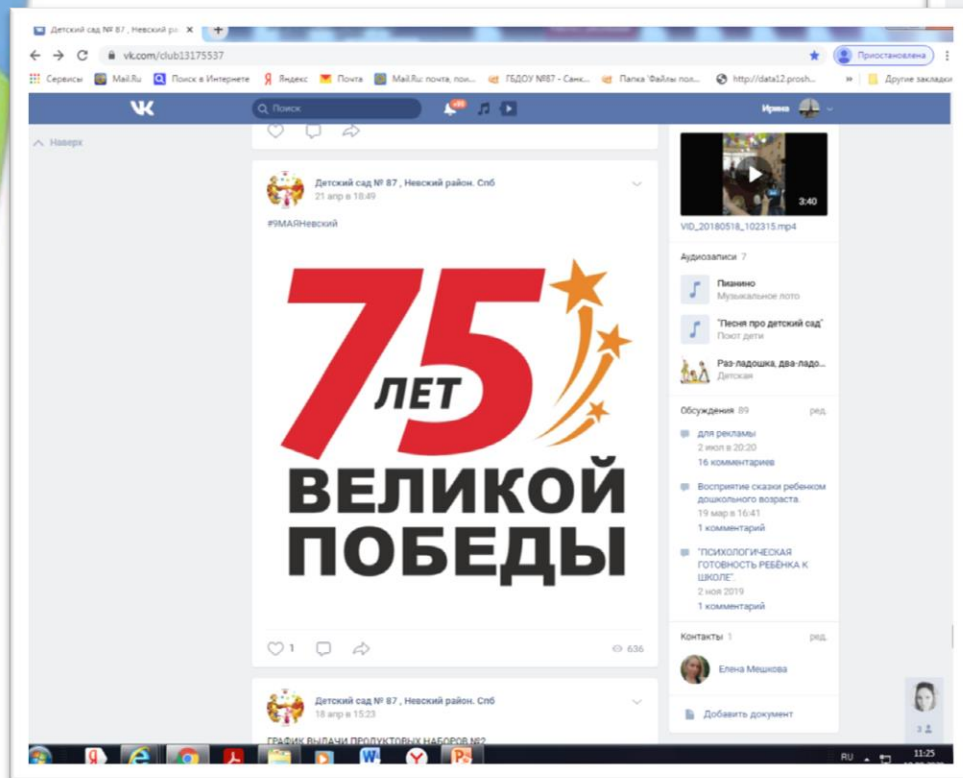 Детский сад № 87 , Невский ра
vk.com/club13175537
Приостановлена
Сервисы Mail.Ru Поиск в Интернете Яндекс Почта Mail.Ru: почта, пои... ГБДОУ №87 - Санк... Папка "Файлы пол... http://data12.prosh... » Другие закладки
Поиск
Ирина
Наверх
Детский сад № 87 , Невский район. Спб
21 апр в 18:49
#9МАЯНевский
75
ЛЕТ
ВЕЛИКОЙ
ПОБЕДЫ
1
636
Детский сад № 87 , Невский район. Спб
18 апр в 15:23
ГРАФИК ВЫДАЧИ ПРОДУКТОВЫХ НАБОРОВ №2
3:40
VID_20180518_102315.mp4
Аудиозаписи 7
Пианино
Музыкальное лото
"Песня про детский сад"
Поют дети
Раз-ладошка, два-ладо...
Детская
Обсуждения 89 ред.
для рекламы
2 июл в 20:20
16 комментариев
Восприятие сказки ребенком
дошкольного возраста.
19 мар в 16:41
1 комментарий
"ПСИХОЛОГИЧЕСКАЯ
ГОТОВНОСТЬ РЕБЁНКА К
ШКОЛЕ".
2 ноя 2019
1 комментарий
Контакты 1 ред.
Елена Мешкова
Добавить документ
3
RU
11:25